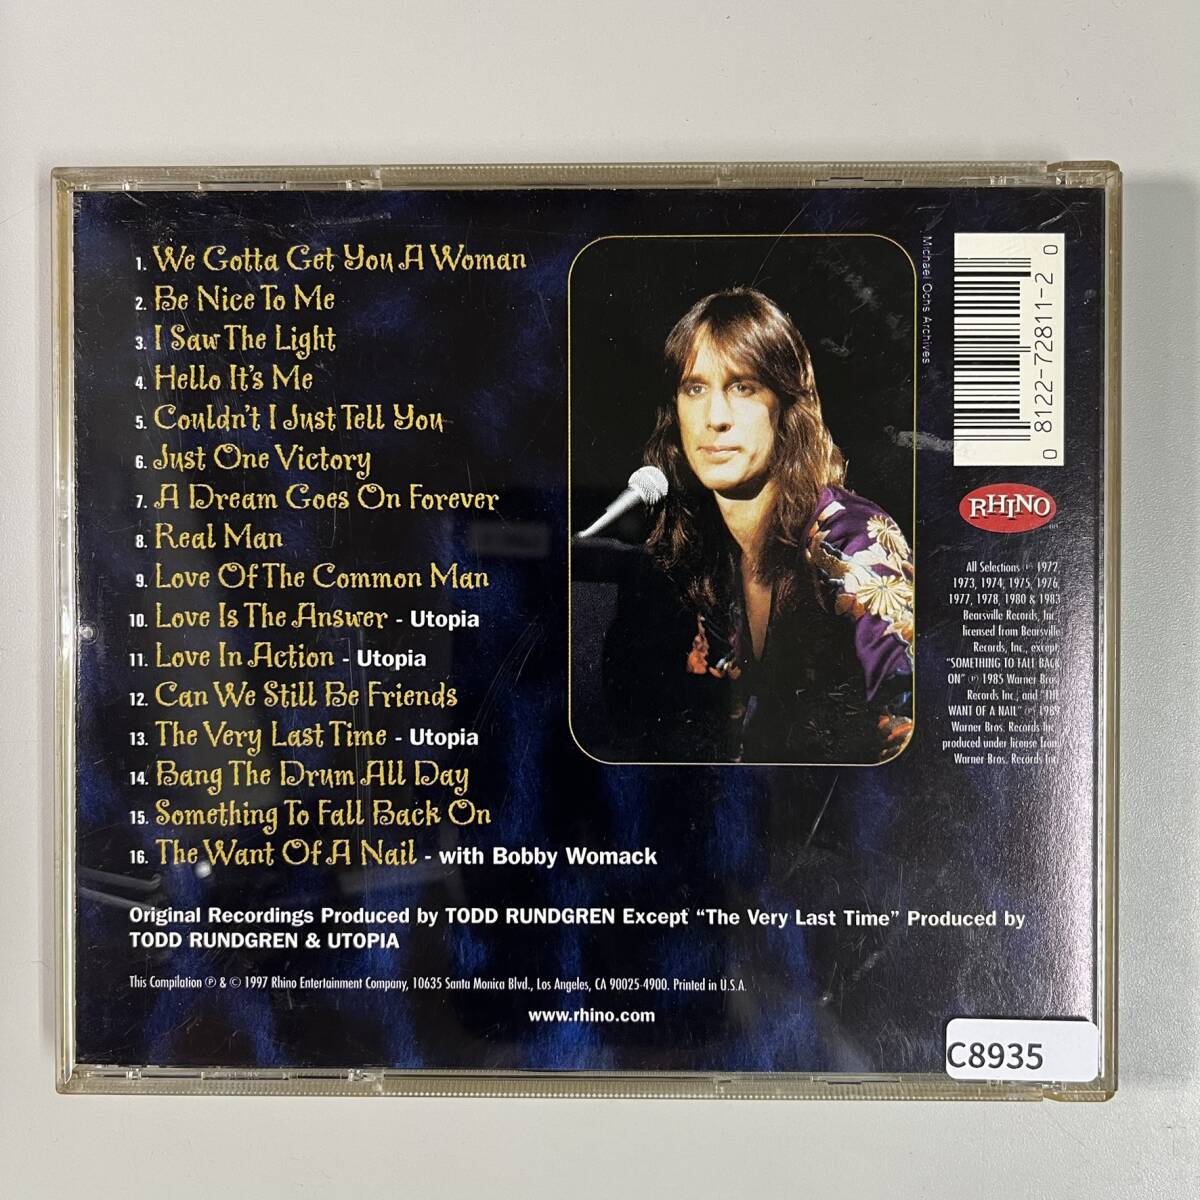 1. We Gotta Get You A Woman
2. Be Nice To Me
3. I Saw The Light
4. Hello It's Me
5. Couldn't I Just Tell You
6. Just One Victory
7. A Dream Goes On Forever
8. Real Man
9. Love Of The Common Man
10. Love Is The Answer - Utopia
11. Love In Action - Utopia
12. Can We Still Be Friends
13. The Very Last Time - Utopia
14. Bang The Drum All Day
15. Something To Fall Back On
16. The Want Of A Nail - with Bobby Womack
Original Recordings Produced by TODD RUNDGREN Except “The Very Last Time” Produced by
TODD RUNDGREN & UTOPIA
This Compilation ℗ & © 1997 Rhino Entertainment Company, 10635 Santa Monica Blvd., Los Angeles, CA 90025-4900. Printed in U.S.A.
www.rhino.com
Michael Ochs Archives
0 8122-72811-2 0
RHINO
All Selections ℗ 1972,
1973, 1974, 1975, 1976,
1977, 1978, 1980 & 1983
Bearsville Records, Inc.,
licensed from Bearsville
Records, Inc., except,
“SOMETHING TO FALL BACK
ON” ℗ 1985 Warner Bros.
Records Inc., and “THE
WANT OF A NAIL” ℗ 1989
Warner Bros. Records Inc.
produced under license from
Warner Bros. Records Inc.
C8935